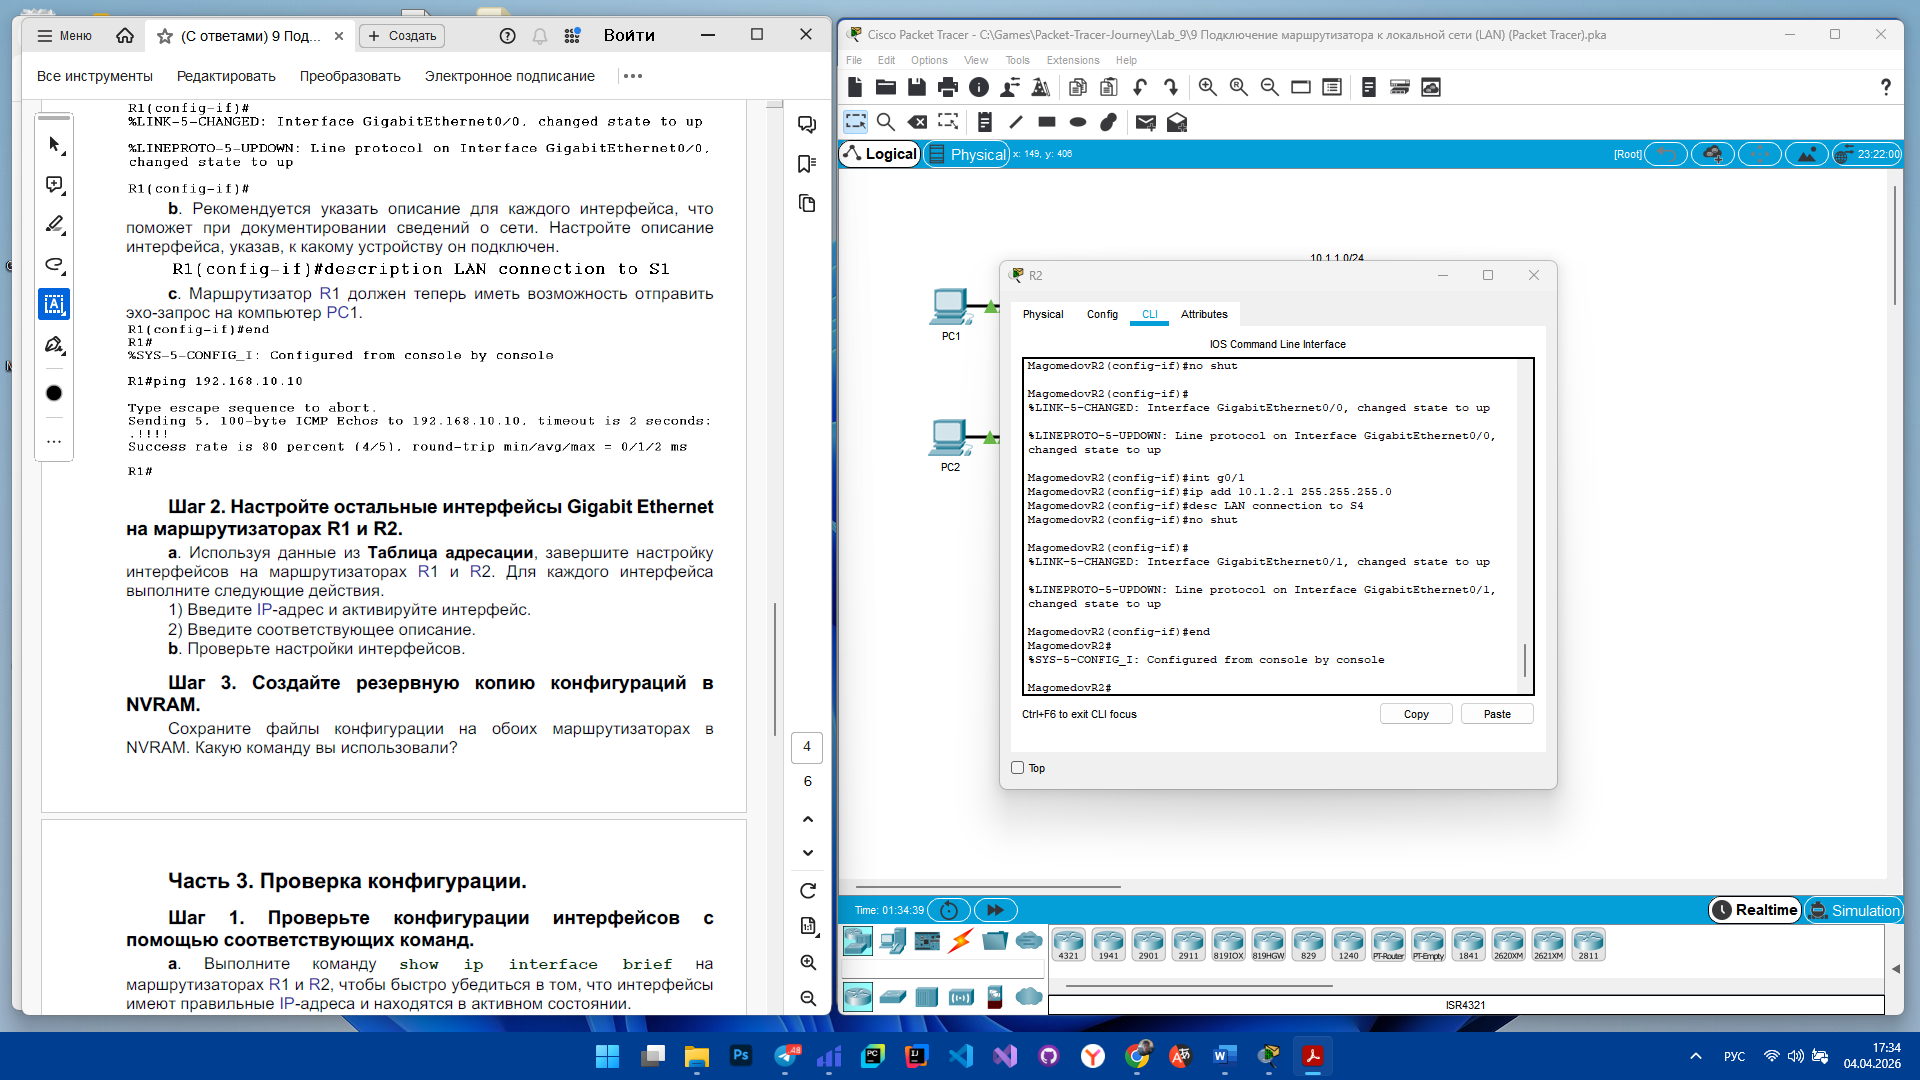 Меню
(С ответами) 9 Под...
Создать
Войти
Все инструменты
Редактировать
Преобразовать
Электронное подписание
R1(config-if)#
%LINK-5-CHANGED: Interface GigabitEthernet0/0, changed state to up
%LINEPROTO-5-UPDOWN: Line protocol on Interface GigabitEthernet0/0,
changed state to up
R1(config-if)#
b. Рекомендуется указать описание для каждого интерфейса, что
поможет при документировании сведений о сети. Настройте описание
интерфейса, указав, к какому устройству он подключен.
R1(config-if)#description LAN connection to S1
c. Маршрутизатор R1 должен теперь иметь возможность отправить
эхо-запрос на компьютер PC1.
R1(config-if)#end
R1#
%SYS-5-CONFIG_I: Configured from console by console
R1#ping 192.168.10.10
Type escape sequence to abort.
Sending 5, 100-byte ICMP Echos to 192.168.10.10, timeout is 2 seconds:
.!!!!
Success rate is 80 percent (4/5), round-trip min/avg/max = 0/1/2 ms
R1#
Шаг 2. Настройте остальные интерфейсы Gigabit Ethernet
на маршрутизаторах R1 и R2.
a. Используя данные из Таблица адресации, завершите настройку
интерфейсов на маршрутизаторах R1 и R2. Для каждого интерфейса
выполните следующие действия.
1) Введите IP-адрес и активируйте интерфейс.
2) Введите соответствующее описание.
b. Проверьте настройки интерфейсов.
Шаг 3. Создайте резервную копию конфигураций в
NVRAM.
Сохраните файлы конфигурации на обоих маршрутизаторах в
NVRAM. Какую команду вы использовали?
4
6
Часть 3. Проверка конфигурации.
Шаг 1. Проверьте конфигурации интерфейсов с
помощью соответствующих команд.
a. Выполните команду show ip interface brief на
маршрутизаторах R1 и R2, чтобы быстро убедиться в том, что интерфейсы
имеют правильные IP-адреса и находятся в активном состоянии.
Cisco Packet Tracer - C:\Games\Packet-Tracer-Journey\Lab_9\9 Подключение маршрутизатора к локальной сети (LAN) (Packet Tracer).pka
File Edit Options View Tools Extensions Help
Logical
Physical
x: 149, y: 406
[Root]
23:22:00
10.1.1.0/24
PC1
PC2
R2
Physical Config CLI Attributes
IOS Command Line Interface
MagomedovR2(config-if)#no shut
MagomedovR2(config-if)#
%LINK-5-CHANGED: Interface GigabitEthernet0/0, changed state to up
%LINEPROTO-5-UPDOWN: Line protocol on Interface GigabitEthernet0/0,
changed state to up
MagomedovR2(config-if)#int g0/1
MagomedovR2(config-if)#ip add 10.1.2.1 255.255.255.0
MagomedovR2(config-if)#desc LAN connection to S4
MagomedovR2(config-if)#no shut
MagomedovR2(config-if)#
%LINK-5-CHANGED: Interface GigabitEthernet0/1, changed state to up
%LINEPROTO-5-UPDOWN: Line protocol on Interface GigabitEthernet0/1,
changed state to up
MagomedovR2(config-if)#end
MagomedovR2#
%SYS-5-CONFIG_I: Configured from console by console
MagomedovR2#
Ctrl+F6 to exit CLI focus
Copy
Paste
Top
Time: 01:34:39
Realtime
Simulation
4321 1941 2901 2911 819IOX 819HGW 829 1240 PT-Router PT-Empty 1841 2620XM 2621XM 2811
ISR4321
48
РУС
17:34
04.04.2026